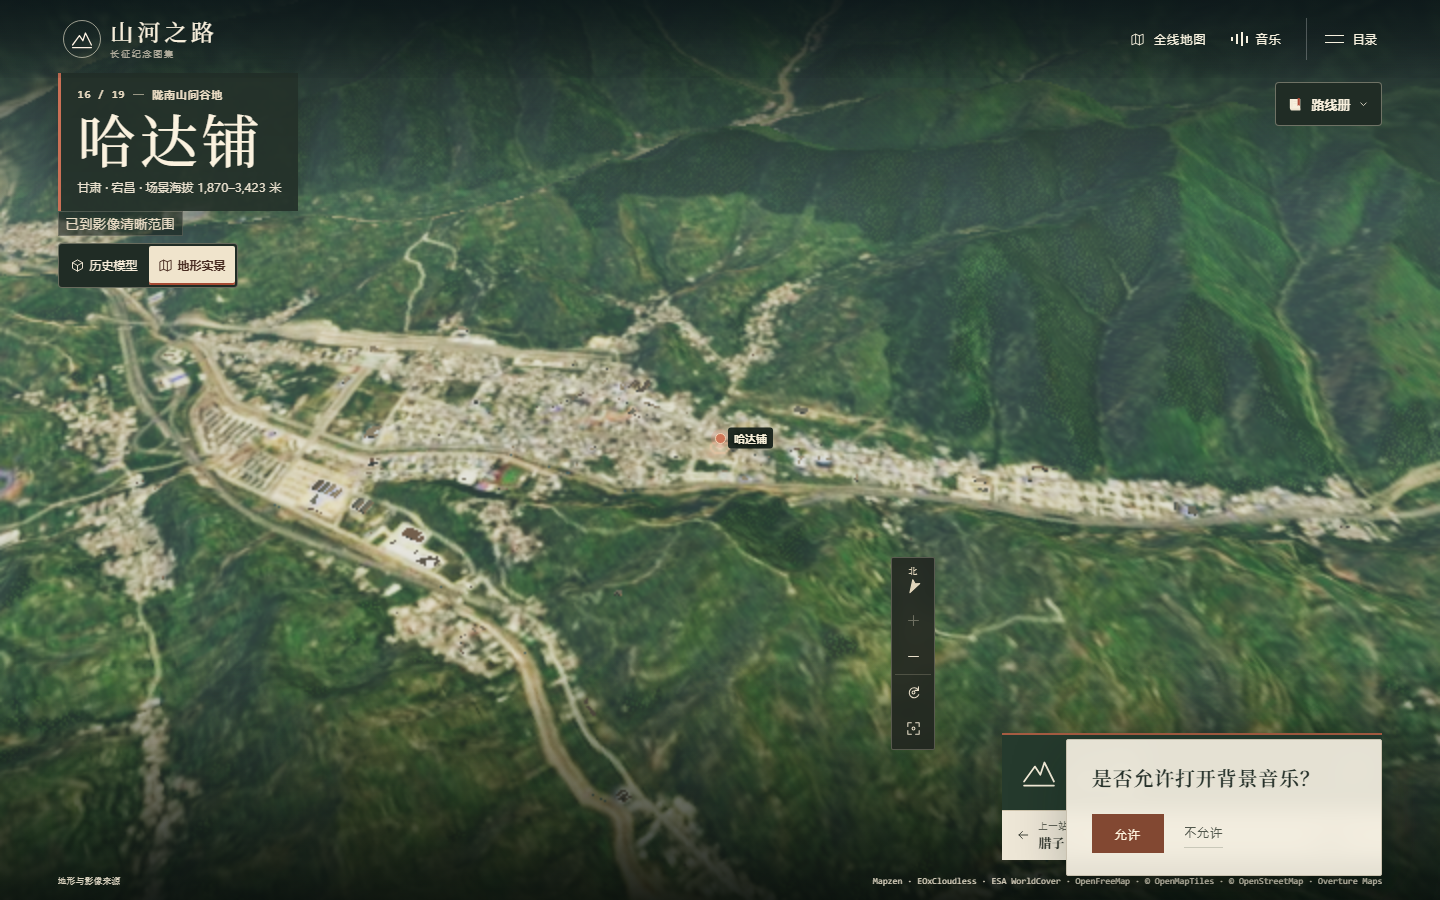 山河之路
长征纪念图集
全线地图
音乐
目录
16 / 19 — 陇南山间谷地
哈达铺
甘肃 · 宕昌 · 场景海拔 1,870–3,423 米
已到影像清晰范围
历史模型
地形实景
路线册
哈达铺
北
上一站
腊子
是否允许打开背景音乐？
允许
不允许
地形与影像来源
Mapzen · EOxCloudless · ESA WorldCover · OpenFreeMap · © OpenMapTiles · © OpenStreetMap · Overture Maps